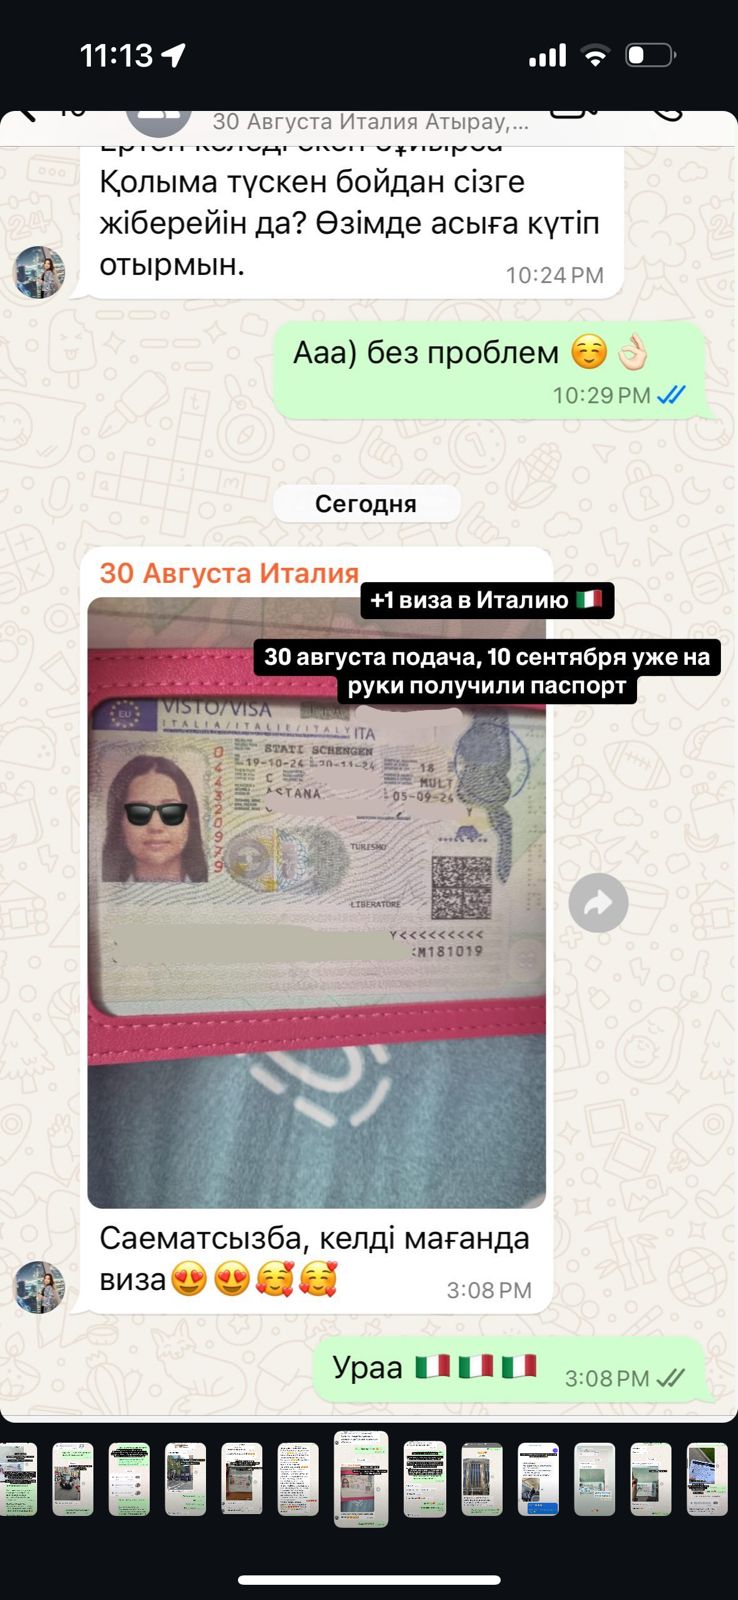 11:13
30 Августа Италия Атырау,...
Қолыма түскен бойдан сізге
жіберейін да? Өзімде асыға күтіп
отырмын.
10:24 PM
Ааа) без проблем ☺️👌🏻
10:29 PM
Сегодня
30 Августа Италия
+1 виза в Италию 🇮🇹
30 августа подача, 10 сентября уже на
руки получили паспорт
EU
VISTO/VISA
ITALIA/ITALIE/ITALY
ITA
STATI SCHENGEN
19-10-24
18
C
MULT
05-09-24
Y
TURISMO
LIBERATORE
044320979
Y<<<<<<<<<<
M181019
Саематсызба, келді мағанда
виза😍😍🥰🥰
3:08 PM
Ураа 🇮🇹🇮🇹🇮🇹
3:08 PM